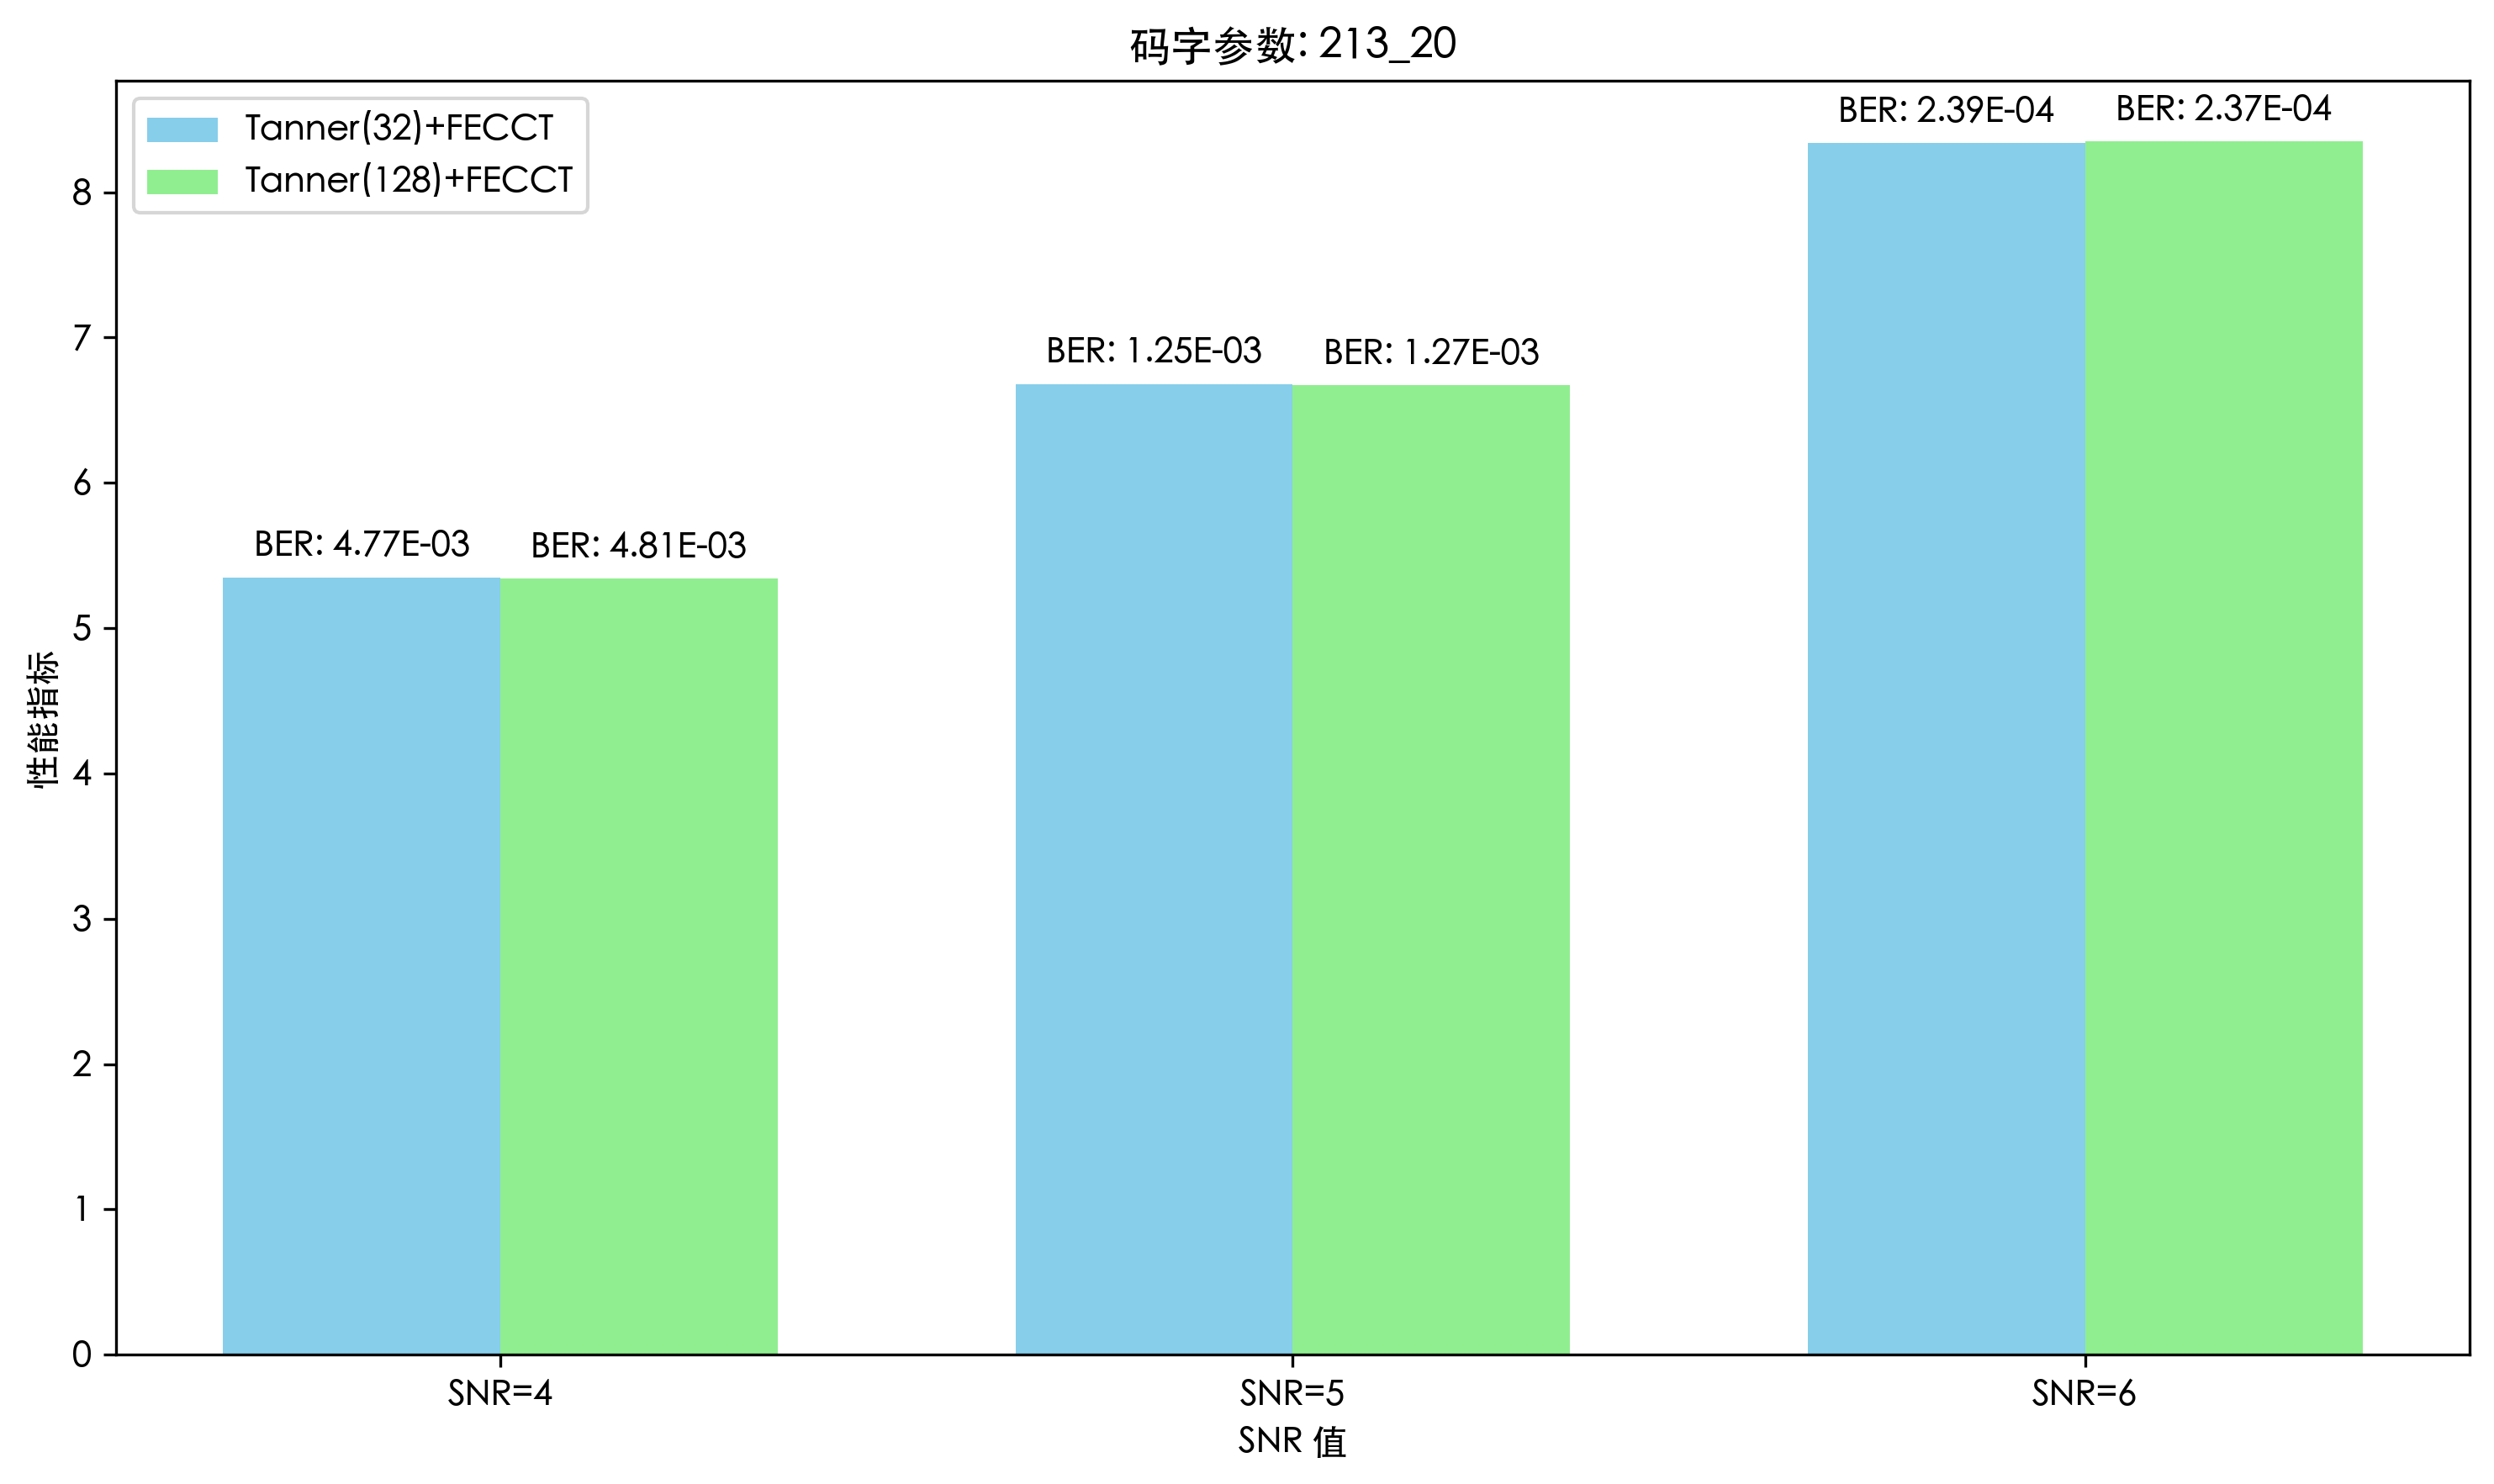 码字参数: 213_20
Tanner(32)+FECCT
Tanner(128)+FECCT
BER: 2.39E-04
BER: 2.37E-04
BER: 1.25E-03
BER: 1.27E-03
BER: 4.77E-03
BER: 4.81E-03
性能指标
8
7
6
5
4
3
2
1
0
SNR=4
SNR=5
SNR=6
SNR 值